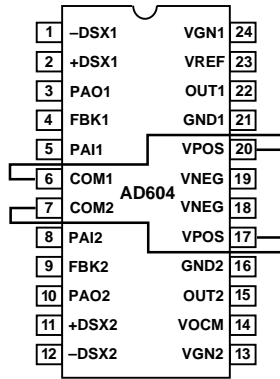 1 –DSX1 VGN1 24
2 +DSX1 VREF 23
3 PAO1 OUT1 22
4 FBK1 GND1 21
5 PAI1 VPOS 20
6 COM1 VNEG 19
AD604
7 COM2 VNEG 18
8 PAI2 VPOS 17
9 FBK2 GND2 16
10 PAO2 OUT2 15
11 +DSX2 VOCM 14
12 –DSX2 VGN2 13